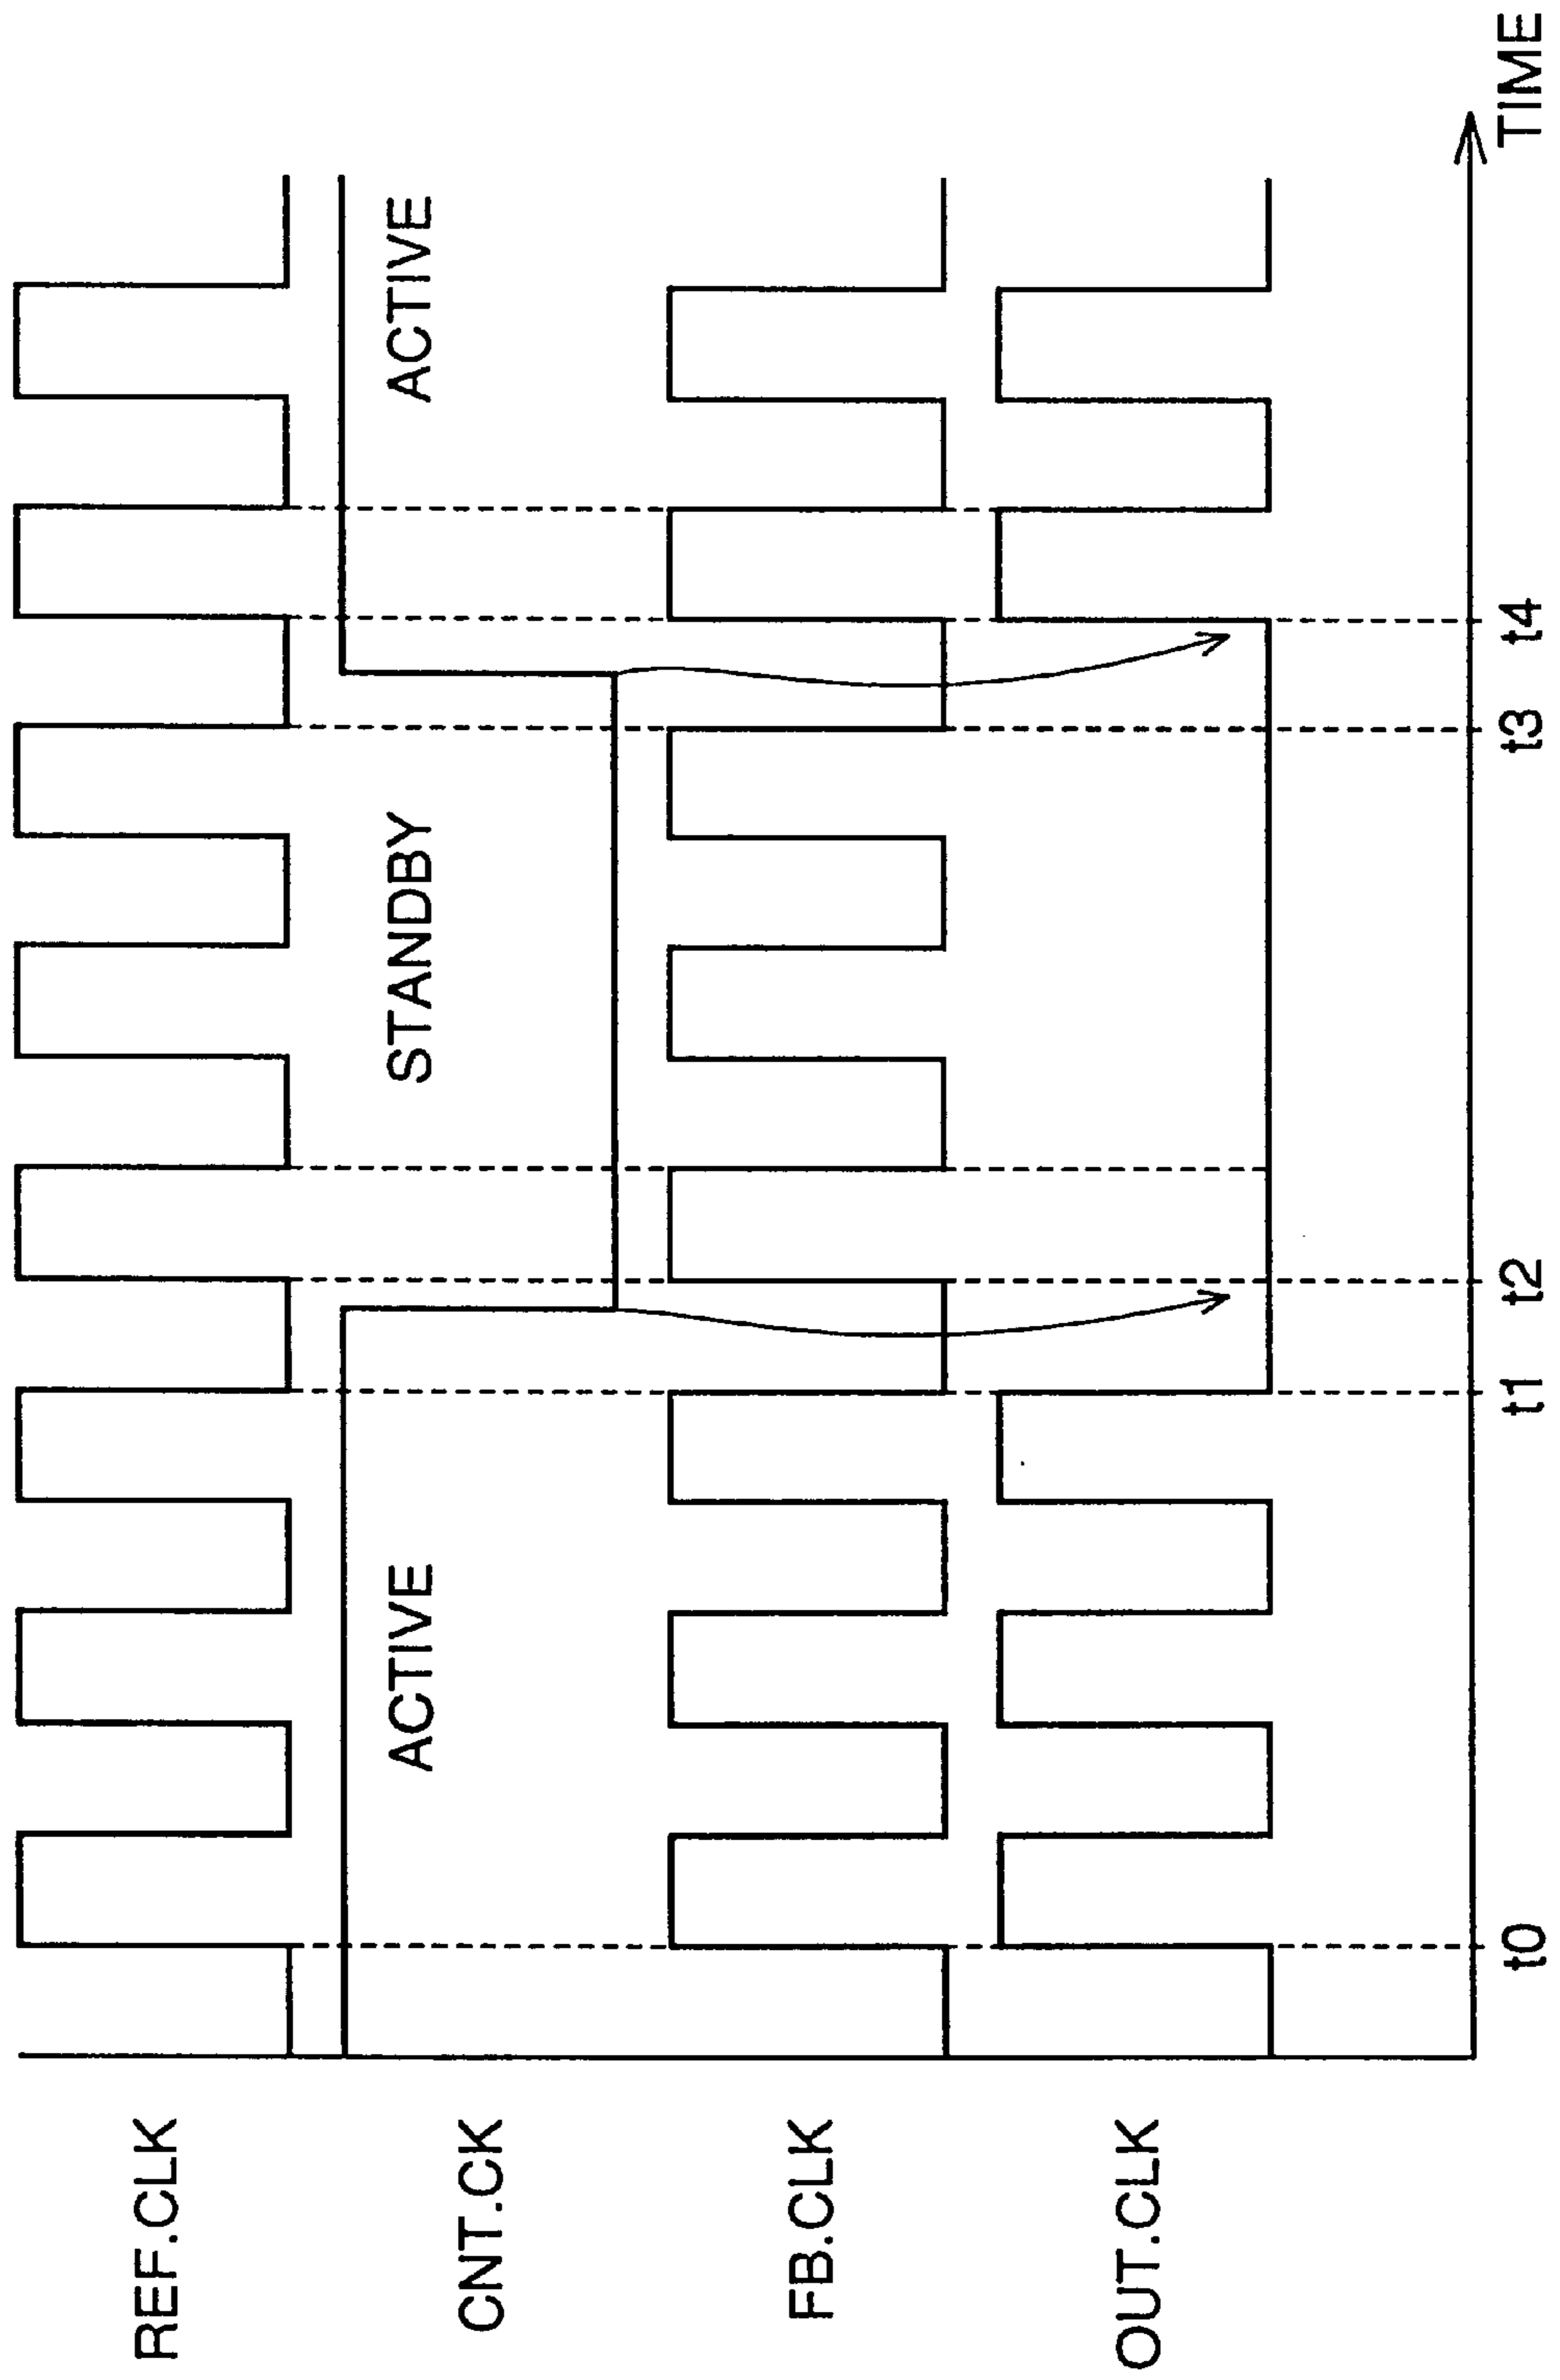 REF.CLK
CNT.CK
ACTIVE
STANDBY
ACTIVE
FB.CLK
OUT.CLK
t0
t1
t2
t3
t4
TIME